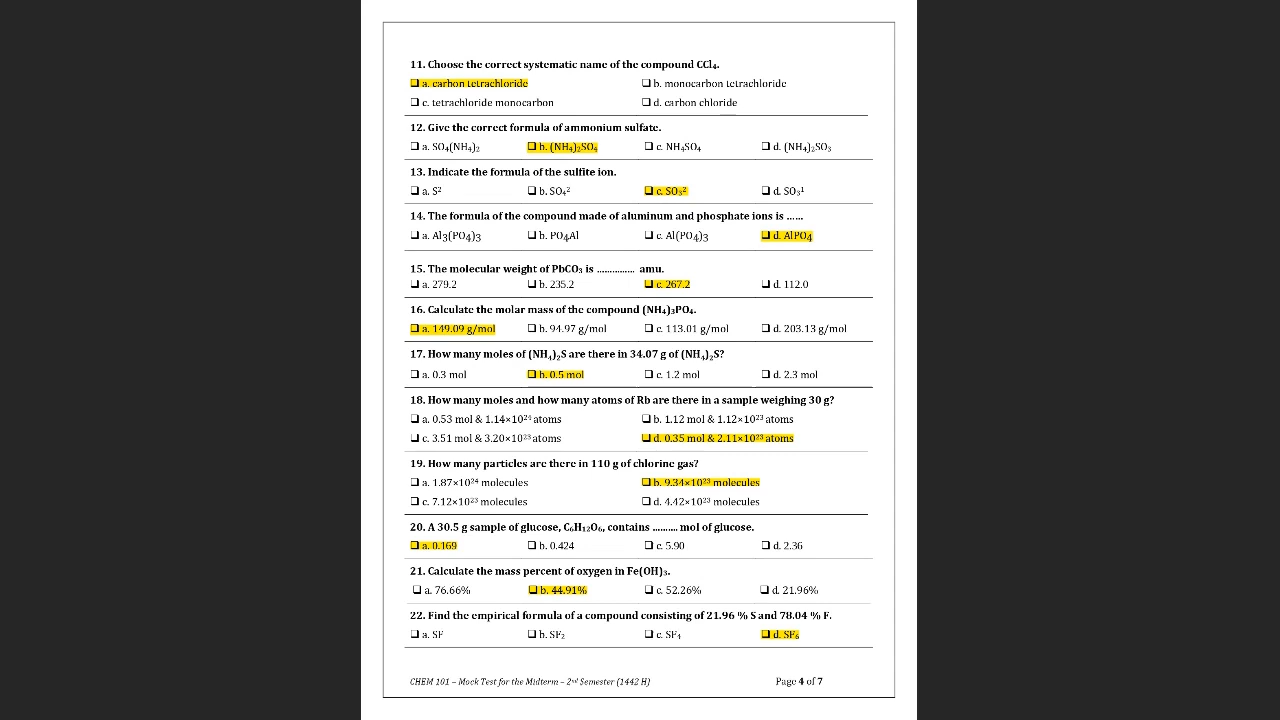 11. Choose the correct systematic name of the compound CCl₄.
❑ a. carbon tetrachloride ❑ b. monocarbon tetrachloride
❑ c. tetrachloride monocarbon ❑ d. carbon chloride
12. Give the correct formula of ammonium sulfate.
❑ a. SO₄(NH₄)₂ ❑ b. (NH₄)₂SO₄ ❑ c. NH₄SO₄ ❑ d. (NH₄)₂SO₃
13. Indicate the formula of the sulfite ion.
❑ a. S² ❑ b. SO₄² ❑ c. SO₃² ❑ d. SO₃¹
14. The formula of the compound made of aluminum and phosphate ions is ......
❑ a. Al₃(PO₄)₃ ❑ b. PO₄Al ❑ c. Al(PO₄)₃ ❑ d. AlPO₄
15. The molecular weight of PbCO₃ is ............... amu.
❑ a. 279.2 ❑ b. 235.2 ❑ c. 267.2 ❑ d. 112.0
16. Calculate the molar mass of the compound (NH₄)₃PO₄.
❑ a. 149.09 g/mol ❑ b. 94.97 g/mol ❑ c. 113.01 g/mol ❑ d. 203.13 g/mol
17. How many moles of (NH₄)₂S are there in 34.07 g of (NH₄)₂S?
❑ a. 0.3 mol ❑ b. 0.5 mol ❑ c. 1.2 mol ❑ d. 2.3 mol
18. How many moles and how many atoms of Rb are there in a sample weighing 30 g?
❑ a. 0.53 mol & 1.14×10²⁴ atoms ❑ b. 1.12 mol & 1.12×10²³ atoms
❑ c. 3.51 mol & 3.20×10²³ atoms ❑ d. 0.35 mol & 2.11×10²³ atoms
19. How many particles are there in 110 g of chlorine gas?
❑ a. 1.87×10²⁴ molecules ❑ b. 9.34×10²³ molecules
❑ c. 7.12×10²³ molecules ❑ d. 4.42×10²³ molecules
20. A 30.5 g sample of glucose, C₆H₁₂O₆, contains .......... mol of glucose.
❑ a. 0.169 ❑ b. 0.424 ❑ c. 5.90 ❑ d. 2.36
21. Calculate the mass percent of oxygen in Fe(OH)₃.
❑ a. 76.66% ❑ b. 44.91% ❑ c. 52.26% ❑ d. 21.96%
22. Find the empirical formula of a compound consisting of 21.96 % S and 78.04 % F.
❑ a. SF ❑ b. SF₂ ❑ c. SF₄ ❑ d. SF₆
CHEM 101 – Mock Test for the Midterm – 2ⁿᵈ Semester (1442 H) Page 4 of 7